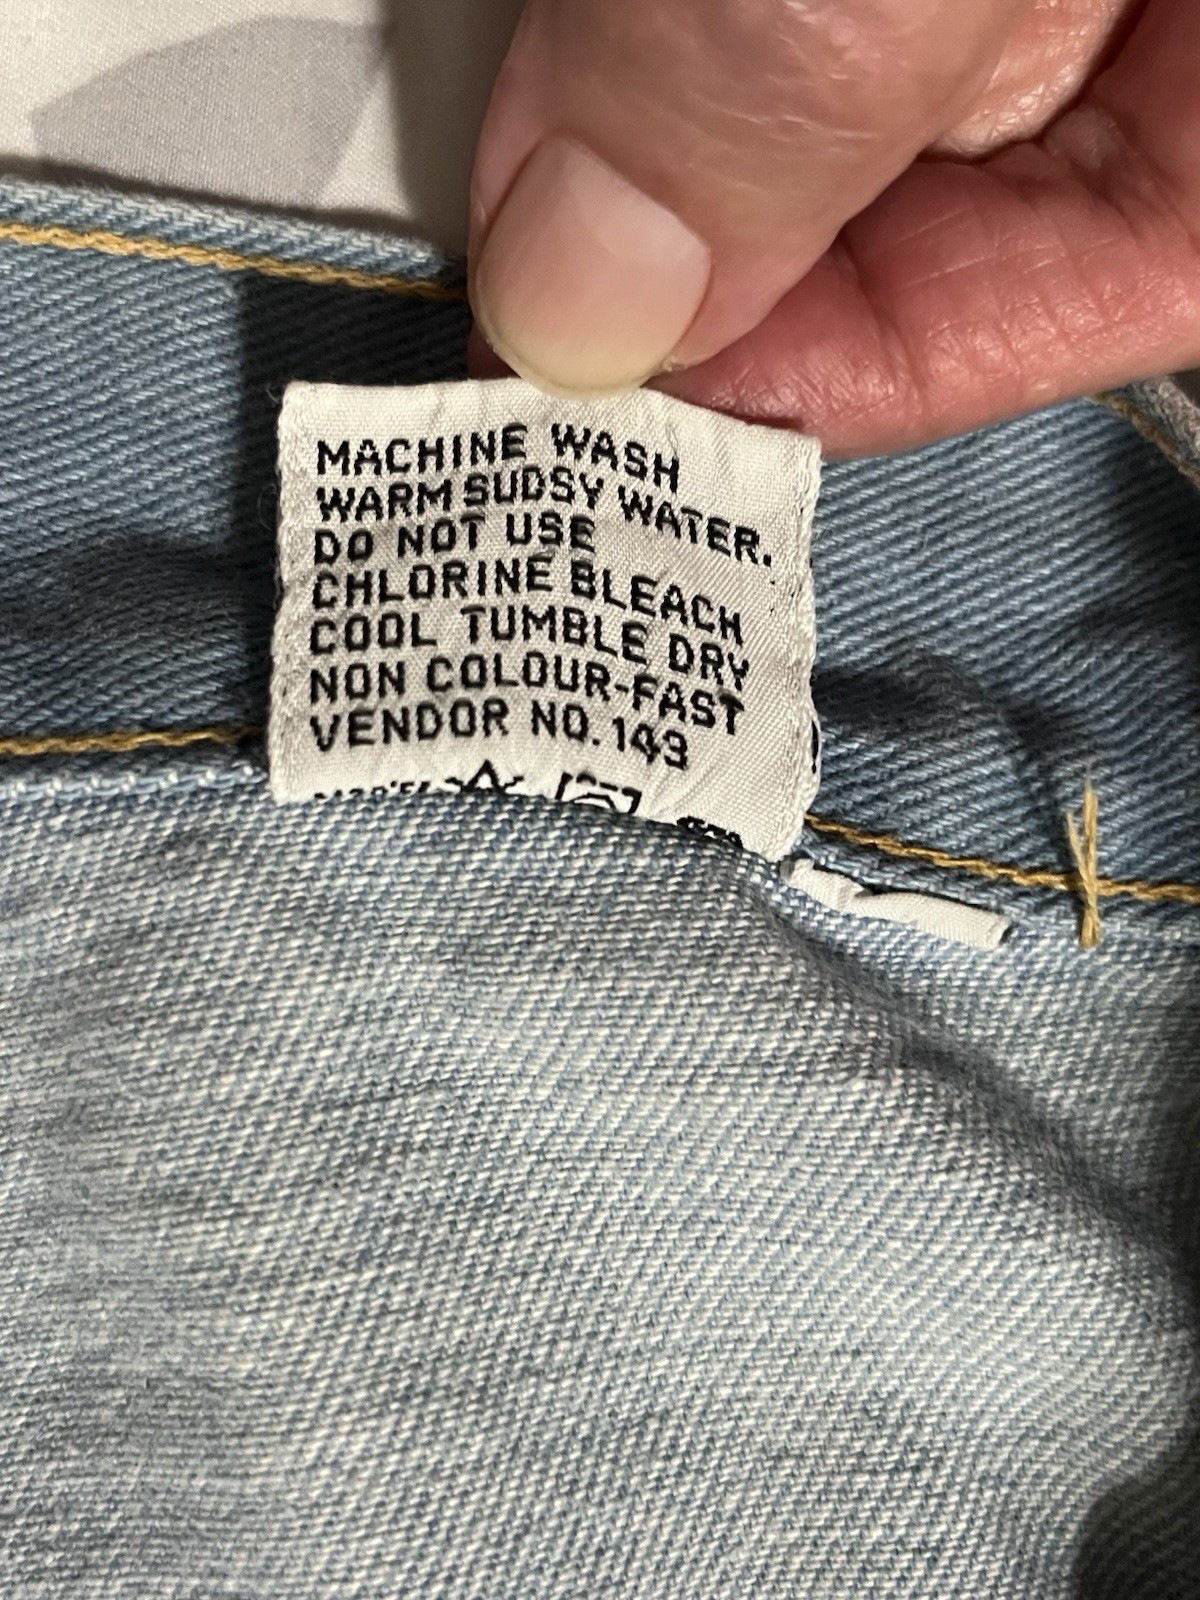 MACHINE WASH
WARM SUDSY WATER.
DO NOT USE
CHLORINE BLEACH
COOL TUMBLE DRY
NON COLOUR-FAST
VENDOR NO. 143